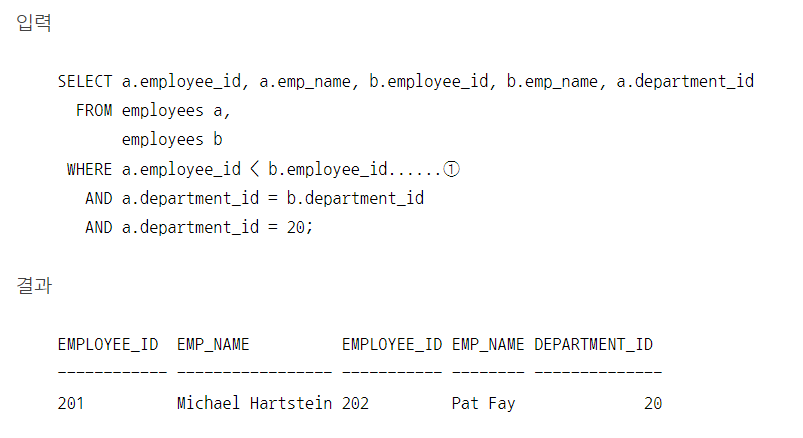 입력
SELECT a.employee_id, a.emp_name, b.employee_id, b.emp_name, a.department_id
FROM employees a,
employees b
WHERE a.employee_id < b.employee_id......①
AND a.department_id = b.department_id
AND a.department_id = 20;
결과
EMPLOYEE_ID EMP_NAME EMPLOYEE_ID EMP_NAME DEPARTMENT_ID
------------ ----------------- ----------- -------- --------------
201 Michael Hartstein 202 Pat Fay 20